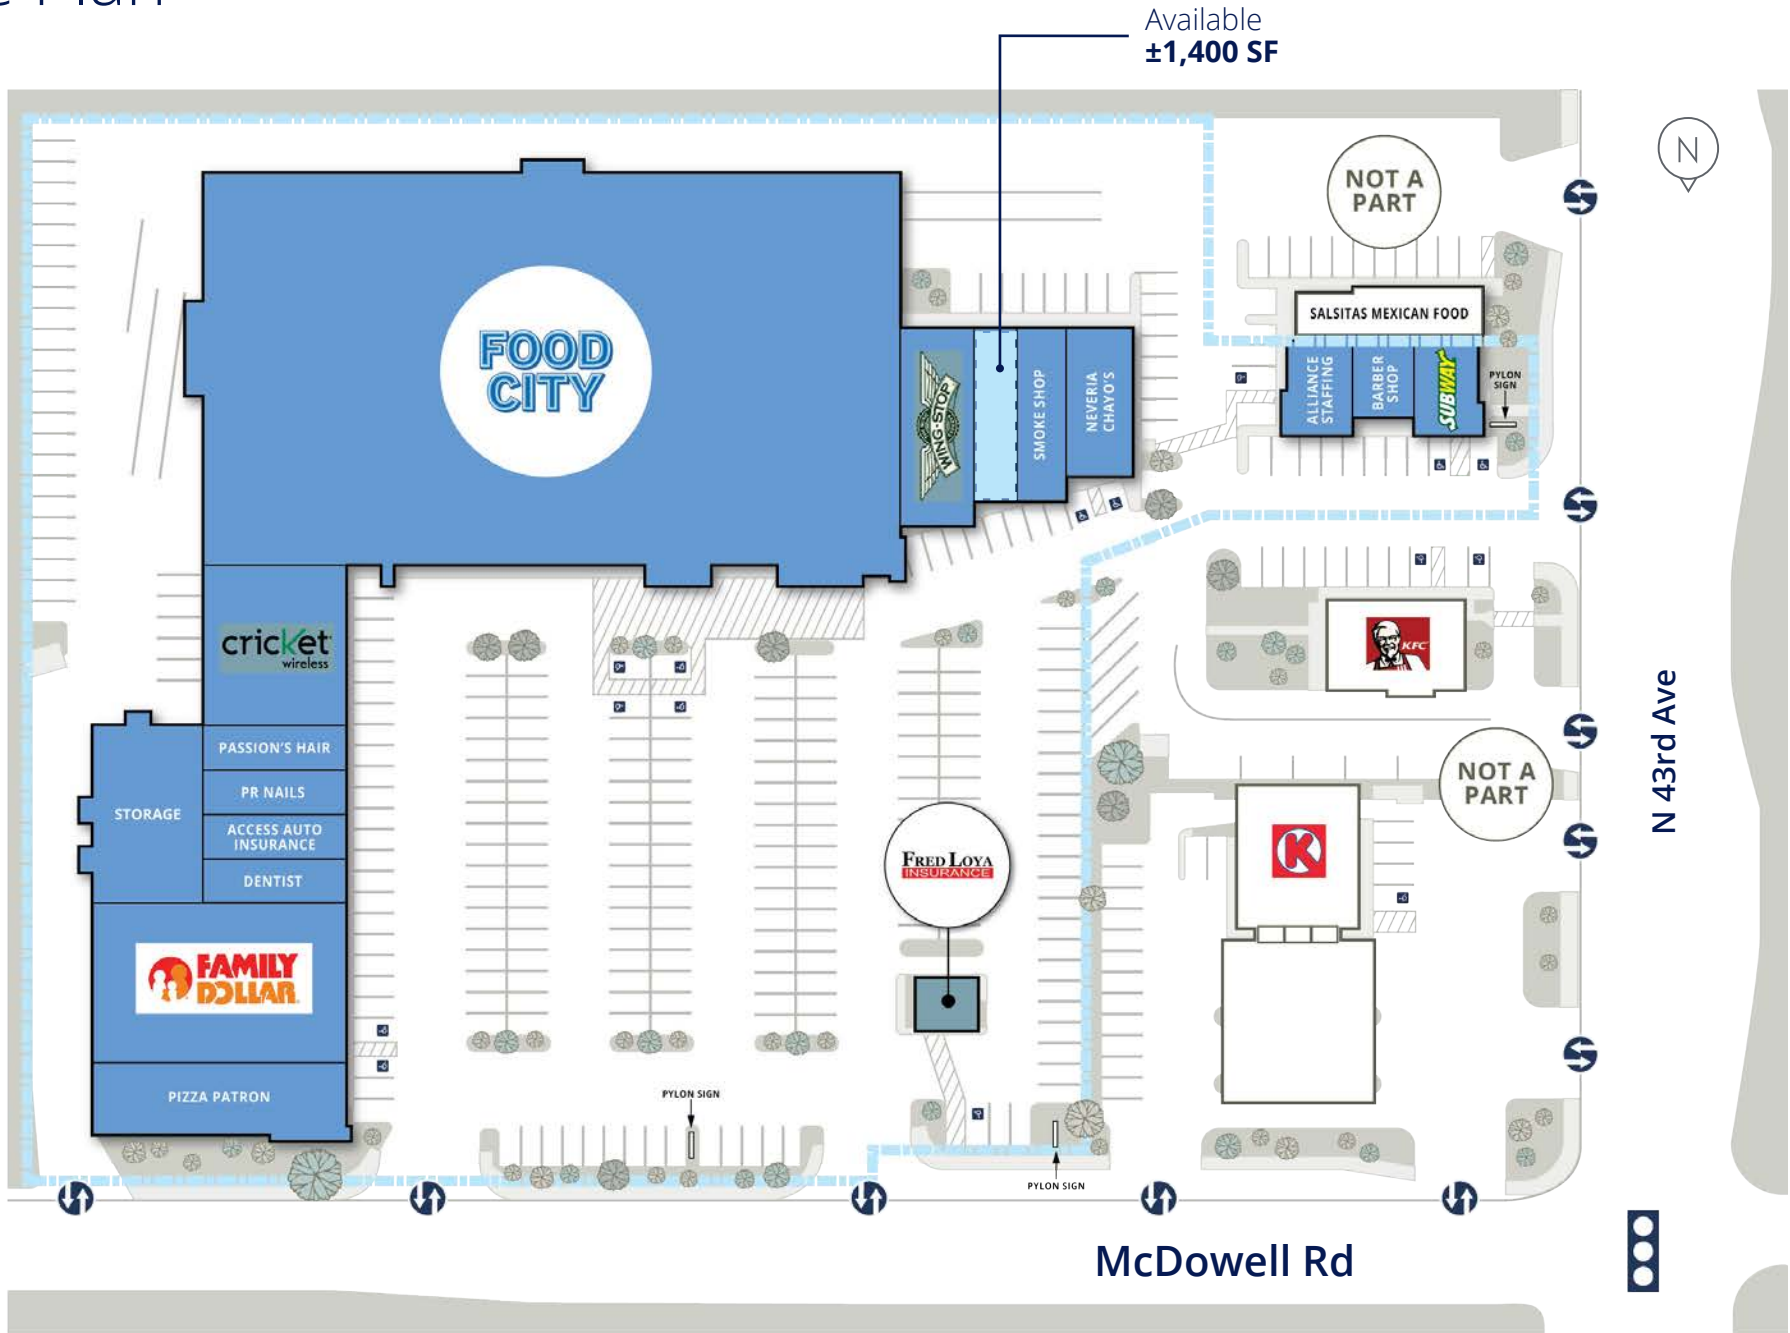 Plan
Available
±1,400 SF
N
NOT A
PART
SALSITAS MEXICAN FOOD
FOOD
CITY
WING·STOP
SMOKE SHOP
NEVERIA
CHAYO'S
ALLIANCE
STAFFING
BARBER
SHOP
SUBWAY
PYLON
SIGN
cricket
wireless
KFC
PASSION'S HAIR
PR NAILS
STORAGE
ACCESS AUTO
INSURANCE
DENTIST
N 43rd Ave
NOT A
PART
K
FRED LOYA
INSURANCE
FAMILY
DOLLAR
PIZZA PATRON
PYLON SIGN
PYLON SIGN
McDowell Rd